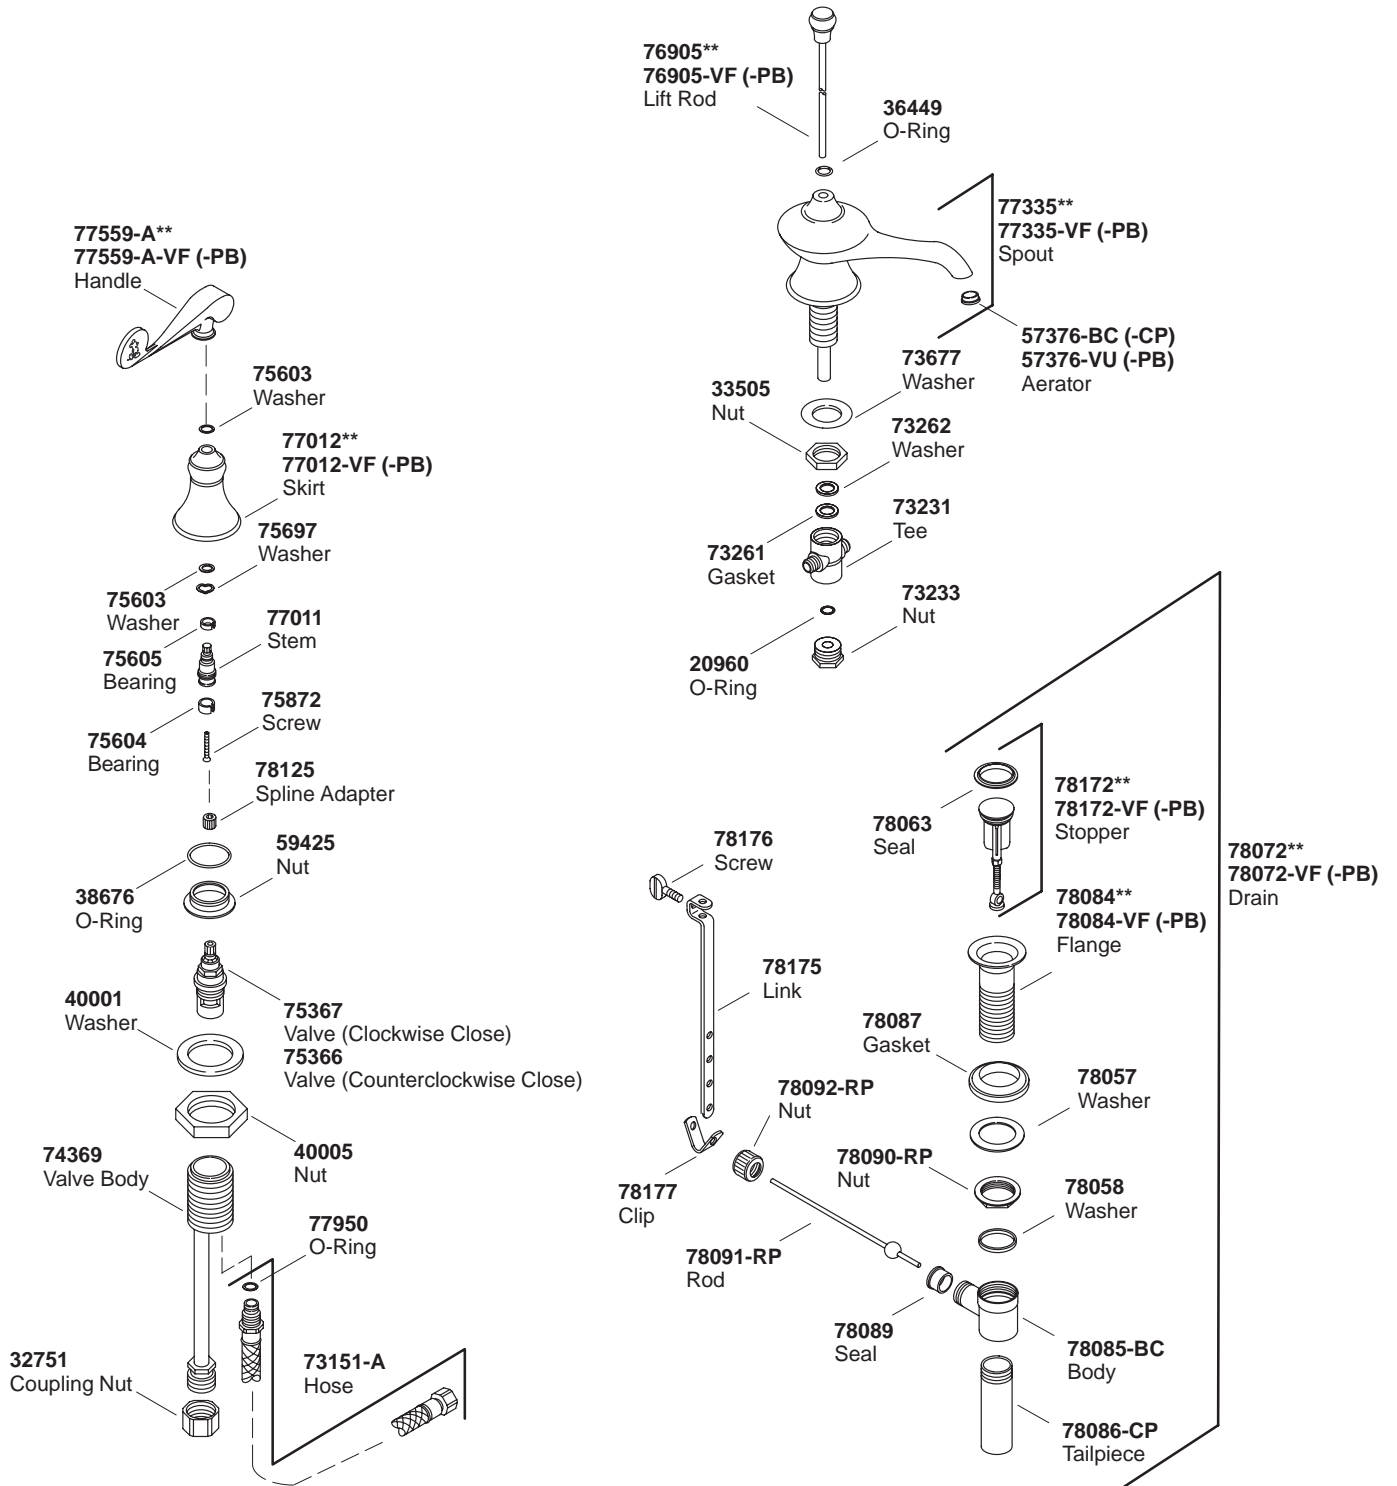 76905**
76905-VF (-PB)
Lift Rod
36449
O-Ring
77335**
77335-VF (-PB)
Spout
57376-BC (-CP)
57376-VU (-PB)
Aerator
73677
Washer
33505
Nut
73262
Washer
73231
Tee
73261
Gasket
73233
Nut
20960
O-Ring
77559-A**
77559-A-VF (-PB)
Handle
75603
Washer
77012**
77012-VF (-PB)
Skirt
75697
Washer
75603
Washer
77011
Stem
75605
Bearing
75872
Screw
75604
Bearing
78125
Spline Adapter
59425
Nut
38676
O-Ring
40001
Washer
75367
Valve (Clockwise Close)
75366
Valve (Counterclockwise Close)
40005
Nut
74369
Valve Body
77950
O-Ring
73151-A
Hose
32751
Coupling Nut
78172**
78172-VF (-PB)
Stopper
78063
Seal
78072**
78072-VF (-PB)
Drain
78084**
78084-VF (-PB)
Flange
78176
Screw
78175
Link
78087
Gasket
78057
Washer
78092-RP
Nut
78090-RP
Nut
78058
Washer
78177
Clip
78091-RP
Rod
78089
Seal
78085-BC
Body
78086-CP
Tailpiece